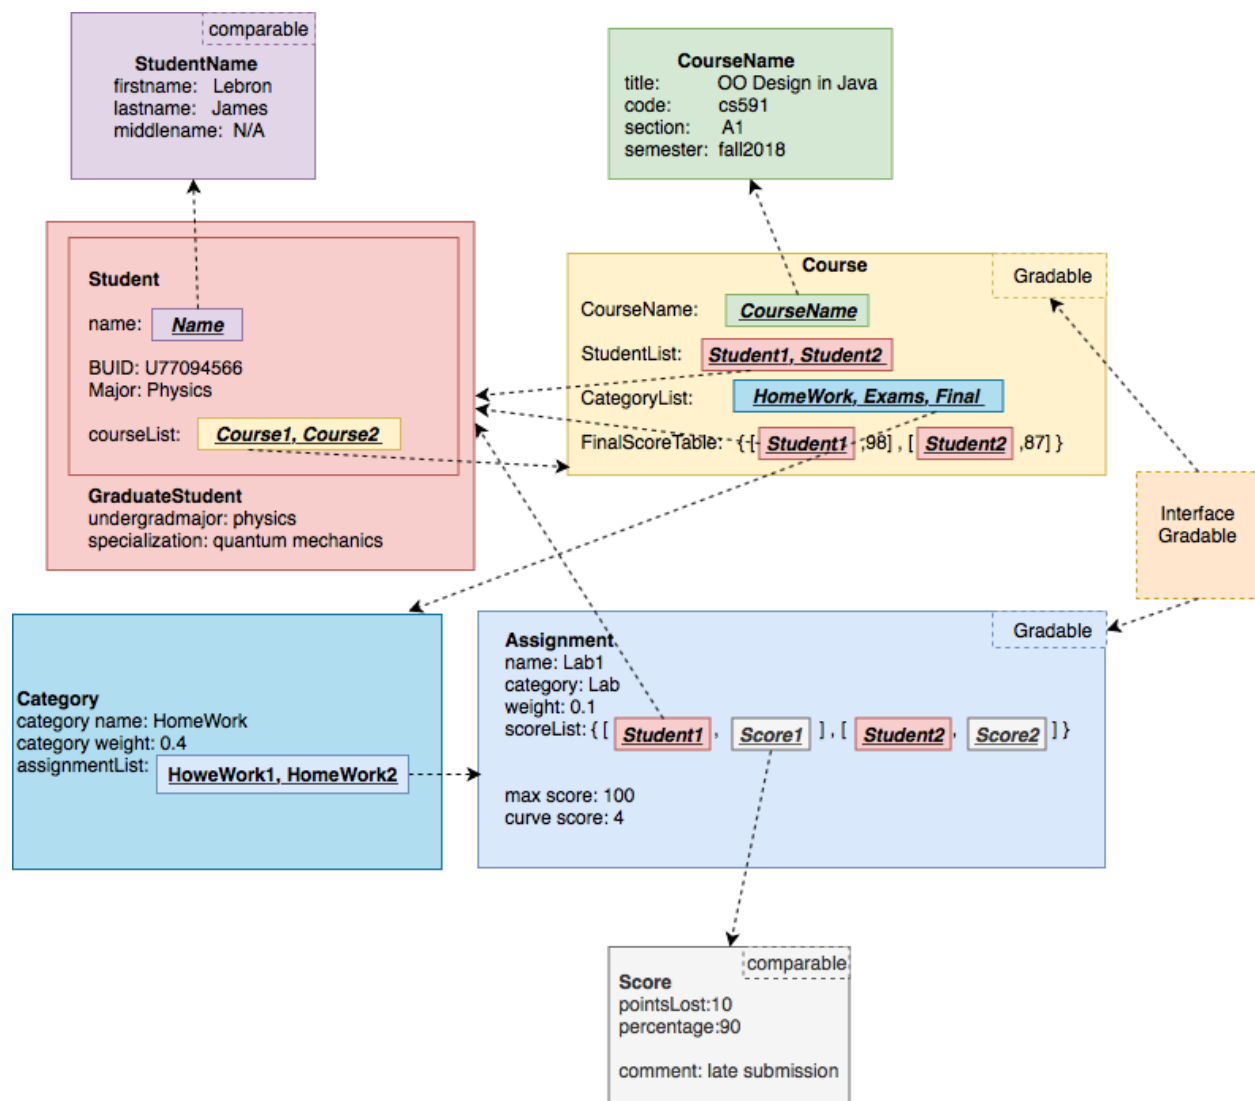 comparable
StudentName
firstname: Lebron
lastname: James
middlename: N/A
CourseName
title: OO Design in Java
code: cs591
section: A1
semester: fall2018
Student
name: Name
BUID: U77094566
Major: Physics
courseList: Course1, Course2
GraduateStudent
undergradmajor: physics
specialization: quantum mechanics
Course
Gradable
CourseName: CourseName
StudentList: Student1, Student2
CategoryList: HomeWork, Exams, Final
FinalScoreTable: { [ Student1 ,98] , [ Student2 ,87] }
Interface
Gradable
Category
category name: HomeWork
category weight: 0.4
assignmentList: HoweWork1, HomeWork2
Gradable
Assignment
name: Lab1
category: Lab
weight: 0.1
scoreList: { [ Student1 , Score1 ] , [ Student2 , Score2 ] }
max score: 100
curve score: 4
comparable
Score
pointsLost:10
percentage:90
comment: late submission